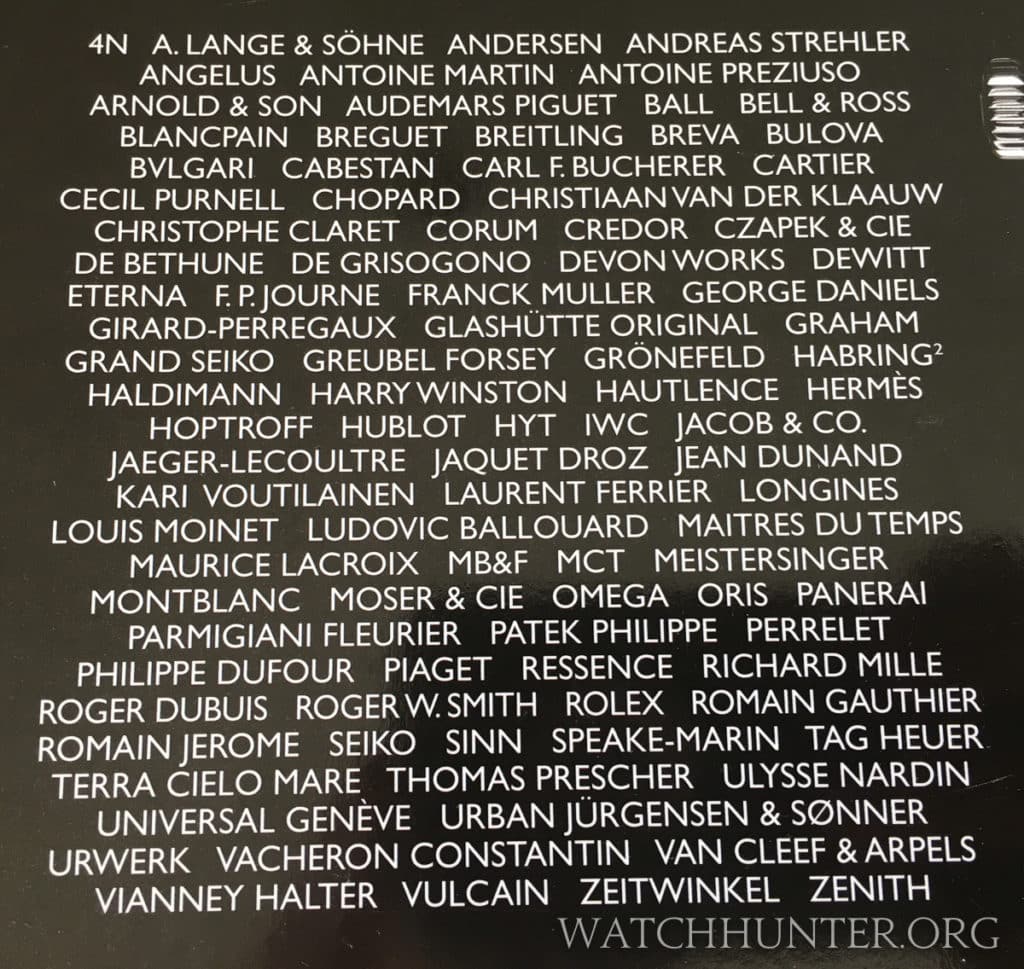 4N A. LANGE & SÖHNE ANDERSEN ANDREAS STREHLER
ANGELUS ANTOINE MARTIN ANTOINE PREZIUSO
ARNOLD & SON AUDEMARS PIGUET BALL BELL & ROSS
BLANCPAIN BREGUET BREITLING BREVA BULOVA
BVLGARI CABESTAN CARL F. BUCHERER CARTIER
CECIL PURNELL CHOPARD CHRISTIAAN VAN DER KLAAUW
CHRISTOPHE CLARET CORUM CREDOR CZAPEK & CIE
DE BETHUNE DE GRISOGONO DEVON WORKS DEWITT
ETERNA F. P. JOURNE FRANCK MULLER GEORGE DANIELS
GIRARD-PERREGAUX GLASHÜTTE ORIGINAL GRAHAM
GRAND SEIKO GREUBEL FORSEY GRÖNEFELD HABRING²
HALDIMANN HARRY WINSTON HAUTLENCE HERMÈS
HOPTROFF HUBLOT HYT IWC JACOB & CO.
JAEGER-LECOULTRE JAQUET DROZ JEAN DUNAND
KARI VOUTILAINEN LAURENT FERRIER LONGINES
LOUIS MOINET LUDOVIC BALLOUARD MAITRES DU TEMPS
MAURICE LACROIX MB&F MCT MEISTERSINGER
MONTBLANC MOSER & CIE OMEGA ORIS PANERAI
PARMIGIANI FLEURIER PATEK PHILIPPE PERRELET
PHILIPPE DUFOUR PIAGET RESSENCE RICHARD MILLE
ROGER DUBUIS ROGER W. SMITH ROLEX ROMAIN GAUTHIER
ROMAIN JEROME SEIKO SINN SPEAKE-MARIN TAG HEUER
TERRA CIELO MARE THOMAS PRESCHER ULYSSE NARDIN
UNIVERSAL GENÈVE URBAN JÜRGENSEN & SØNNER
URWERK VACHERON CONSTANTIN VAN CLEEF & ARPELS
VIANNEY HALTER VULCAIN ZEITWINKEL ZENITH
WATCHHUNTER.ORG